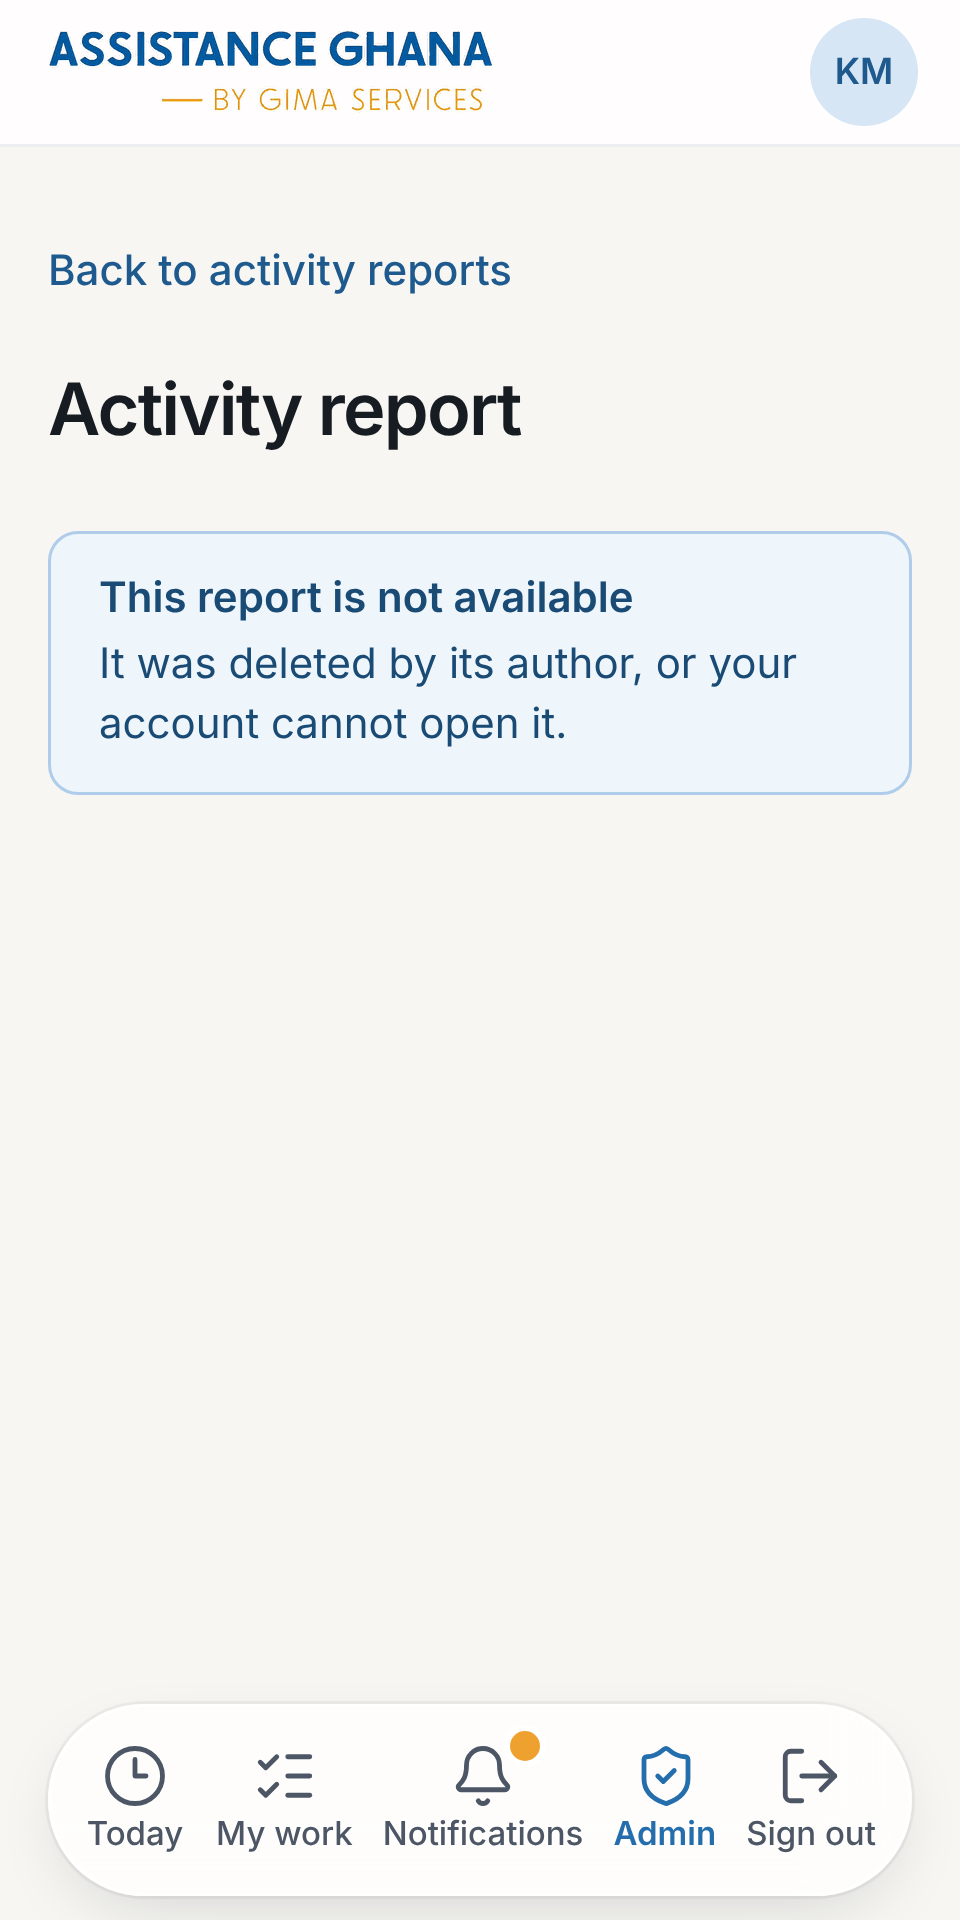 ASSISTANCE GHANA
BY GIMA SERVICES
KM
Back to activity reports
Activity report
This report is not available
It was deleted by its author, or your
account cannot open it.
Today
My work
Notifications
Admin
Sign out